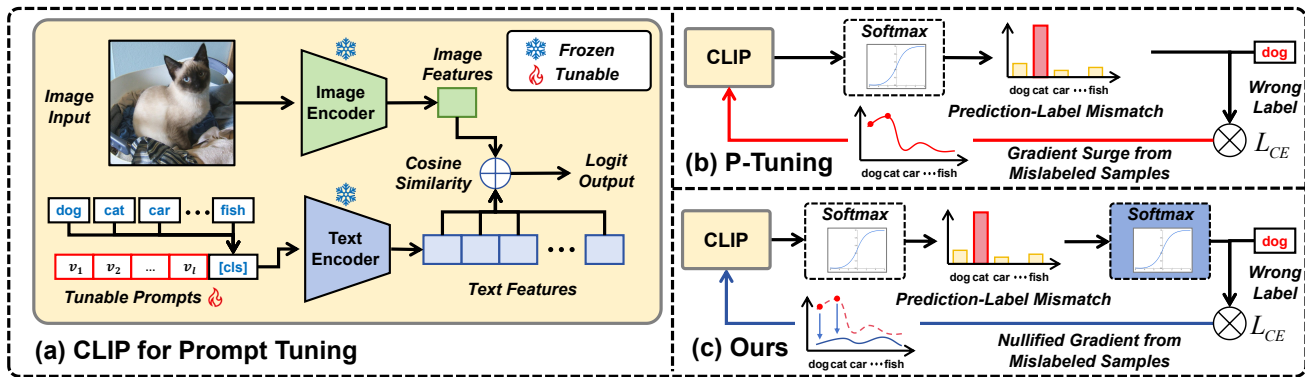 Image
Input
Image
Encoder
Image
Features
Frozen
Tunable
Cosine
Similarity
Logit
Output
dog cat car ••• fish
v1 v2 ... vl [cls]
Tunable Prompts
Text
Encoder
•••
Text Features
(a) CLIP for Prompt Tuning
CLIP
Softmax
dog cat car ••• fish
Prediction-Label Mismatch
dog
Wrong
Label
LCE
dog cat car ••• fish
Gradient Surge from
Mislabeled Samples
(b) P-Tuning
CLIP
Softmax
dog cat car ••• fish
Prediction-Label Mismatch
Softmax
dog
Wrong
Label
LCE
dog cat car ••• fish
Nullified Gradient from
Mislabeled Samples
(c) Ours